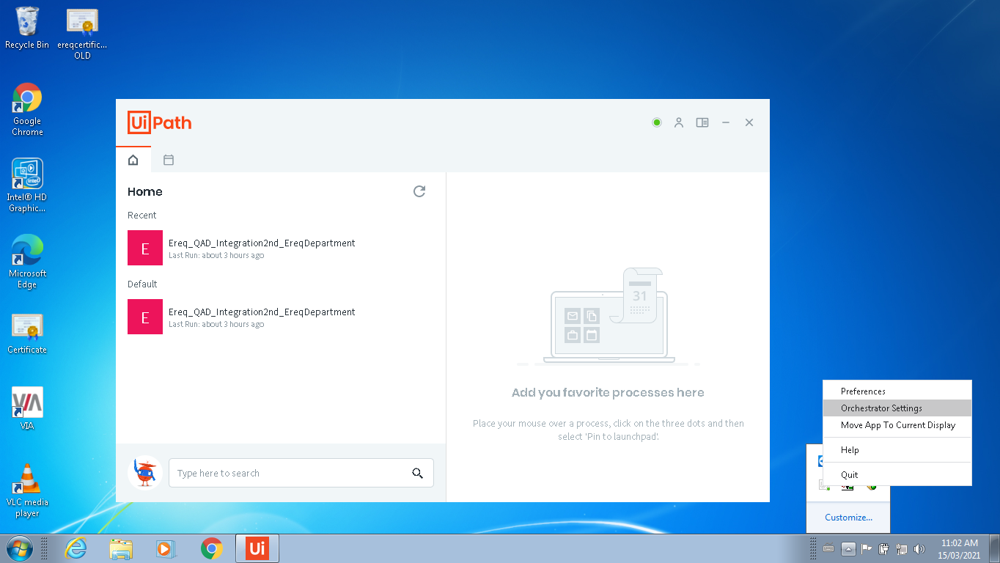 Recycle Bin
ereqcertific...
OLD
Google
Chrome
Intel® HD
Graphic...
Microsoft
Edge
Certificate
VIA
VIA
VLC media
player
Ui Path
Home
Recent
E
Ereq_QAD_Integration2nd_EreqDepartment
Last Run: about 3 hours ago
Default
E
Ereq_QAD_Integration2nd_EreqDepartment
Last Run: about 3 hours ago
Type here to search
31
Add you favorite processes here
Place your mouse over a process, click on the three dots and then
select 'Pin to launchpad'.
Preferences
Orchestrator Settings
Move App To Current Display
Help
Quit
Customize...
Ui
11:02 AM
15/03/2021